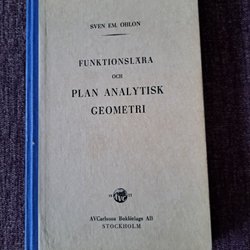 SVEN EM. OHLON
FUNKTIONSLÄRA
OCH
PLAN ANALYTISK
GEOMETRI
AVCarlsons Bokförlags AB
STOCKHOLM